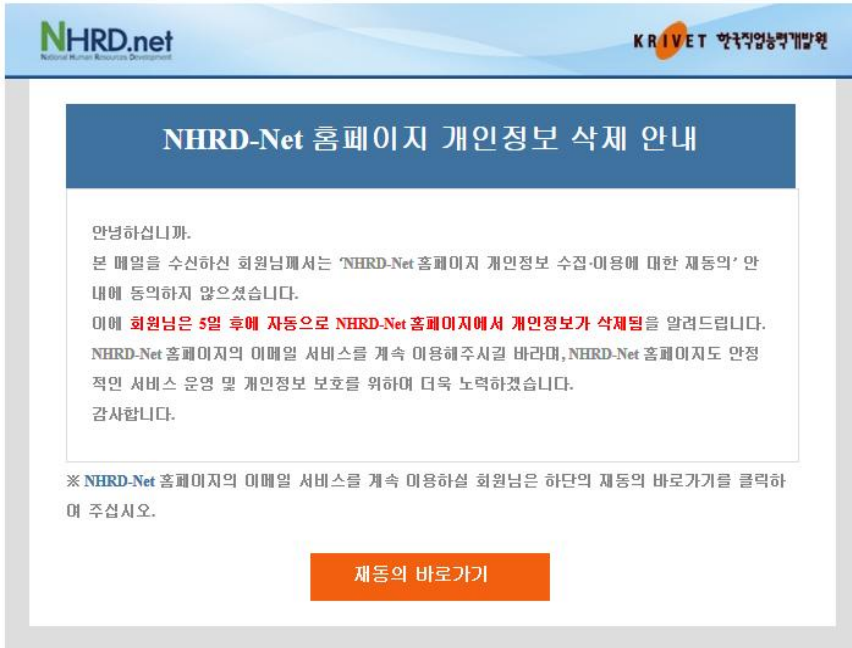 NHRD.net
National Human Resources Development
KRIVET 한국직업능력개발원
NHRD-Net 홈페이지 개인정보 삭제 안내
안녕하십니까.
본 메일을 수신하신 회원님께서는 ‘NHRD-Net 홈페이지 개인정보 수집·이용에 대한 재동의’ 안
내에 동의하지 않으셨습니다.
이에 회원님은 5일 후에 자동으로 NHRD-Net 홈페이지에서 개인정보가 삭제됨을 알려드립니다.
NHRD-Net 홈페이지의 이메일 서비스를 계속 이용해주시길 바라며, NHRD-Net 홈페이지도 안정
적인 서비스 운영 및 개인정보 보호를 위하여 더욱 노력하겠습니다.
감사합니다.
※ NHRD-Net 홈페이지의 이메일 서비스를 계속 이용하실 회원님은 하단의 재동의 바로가기를 클릭하
여 주십시오.
재동의 바로가기